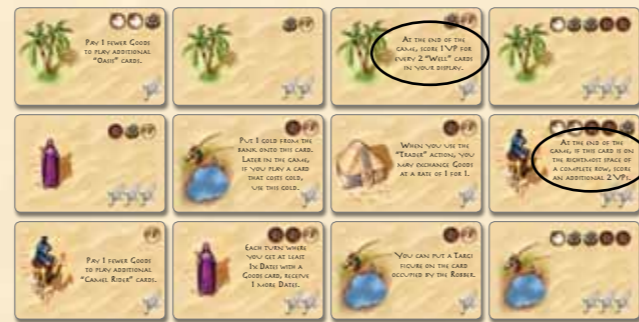 Pay 1 fewer Goods
to play additional
"Oasis" cards.
At the end of the
game, score 1 VP for
every 2 "Well" cards
in your display.
Put 1 gold from the
bank onto this card.
Later in the game,
if you play a card
that costs gold,
use this gold.
When you use the
"Trader" action, you
may exchange Goods
at a rate of 1 for 1.
At the end of the
game, if this card is on
the rightmost space of
a complete row, score
an additional 2 VPs.
Pay 1 fewer Goods
to play additional
"Camel Rider" cards.
Each turn where
you get at least
1x Dates with a
Goods card, receive
1 more Dates.
You can put a Targi
figure on the card
occupied by the Robber.